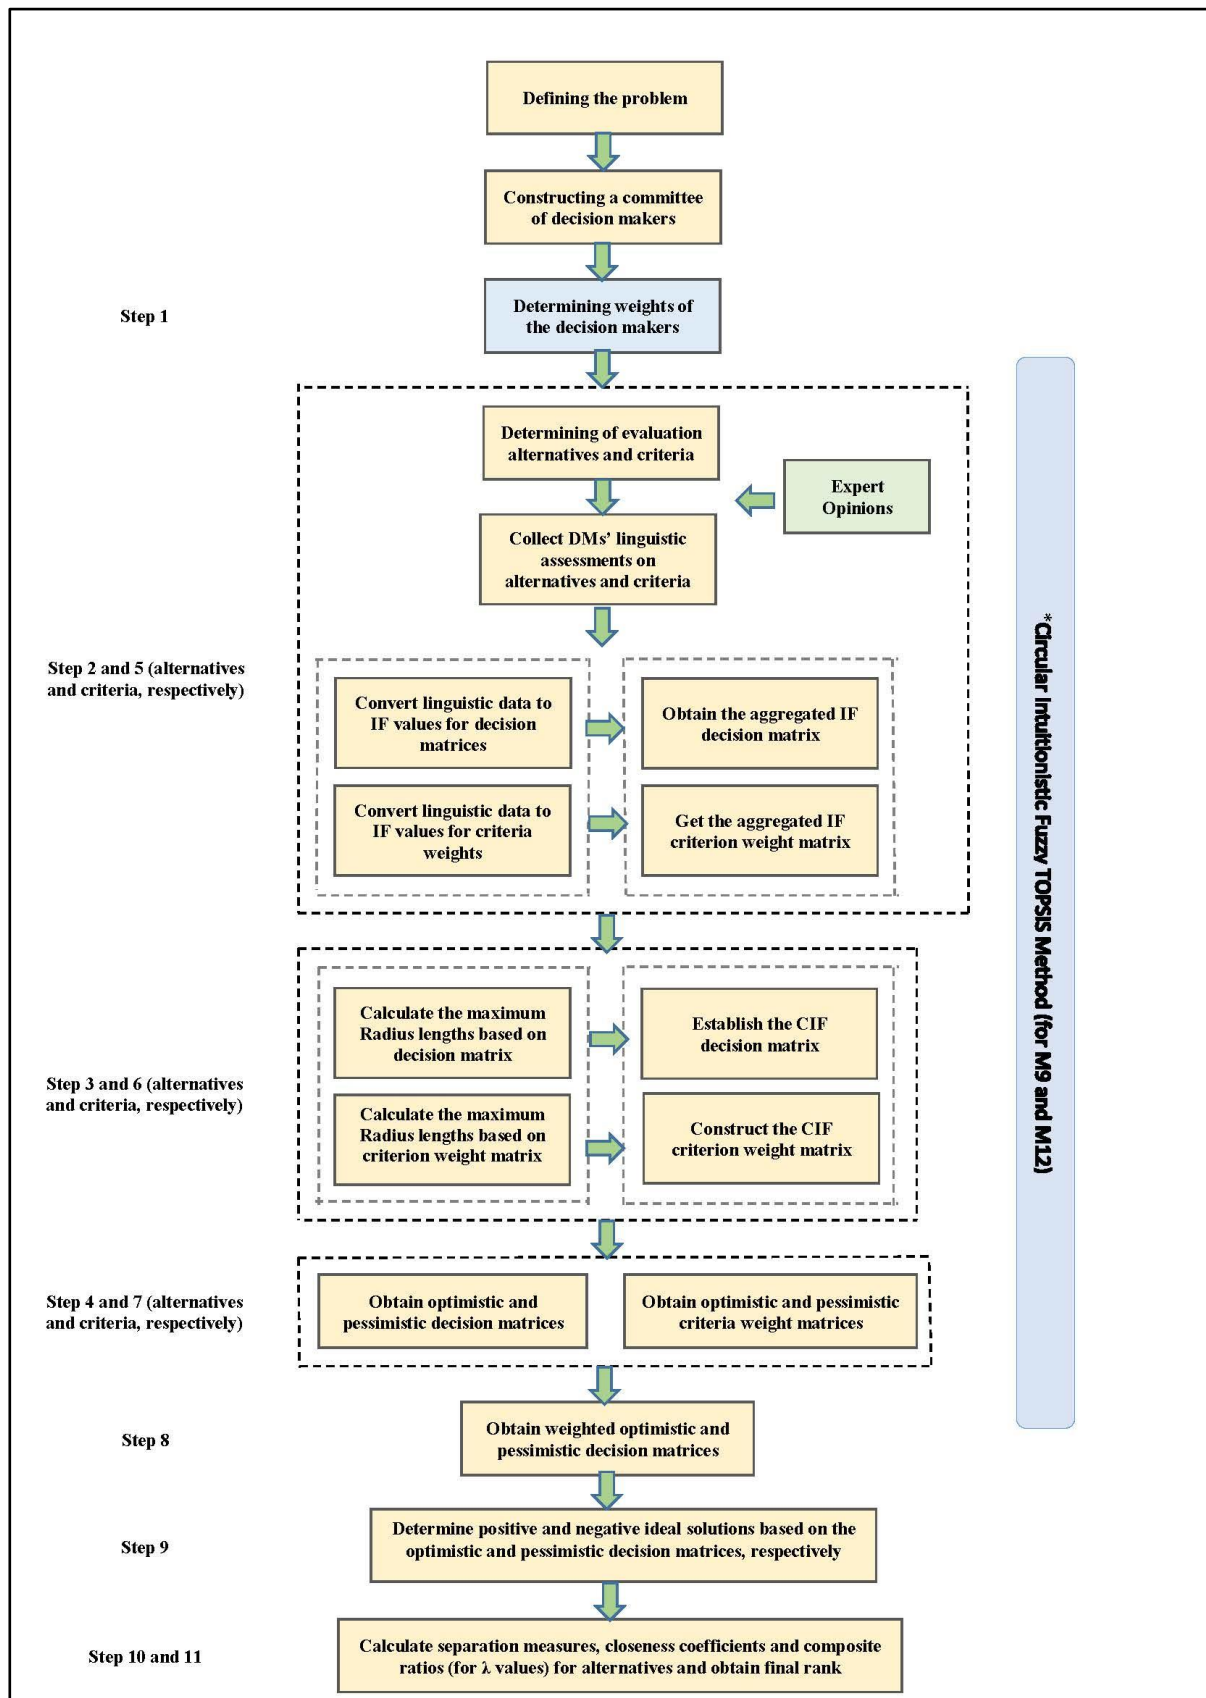 Defining the problem
Constructing a committee
of decision makers
Step 1
Determining weights of
the decision makers
Determining of evaluation
alternatives and criteria
Expert
Opinions
Collect DMs' linguistic
assessments on
alternatives and criteria
Step 2 and 5 (alternatives
and criteria, respectively)
Convert linguistic data to
IF values for decision
matrices
Obtain the aggregated IF
decision matrix
Convert linguistic data to
IF values for criteria
weights
Get the aggregated IF
criterion weight matrix
Step 3 and 6 (alternatives
and criteria, respectively)
Calculate the maximum
Radius lengths based on
decision matrix
Establish the CIF
decision matrix
Calculate the maximum
Radius lengths based on
criterion weight matrix
Construct the CIF
criterion weight matrix
Step 4 and 7 (alternatives
and criteria, respectively)
Obtain optimistic and
pessimistic decision matrices
Obtain optimistic and pessimistic
criteria weight matrices
Step 8
Obtain weighted optimistic and
pessimistic decision matrices
Step 9
Determine positive and negative ideal solutions based on the
optimistic and pessimistic decision matrices, respectively
Step 10 and 11
Calculate separation measures, closeness coefficients and composite
ratios (for λ values) for alternatives and obtain final rank
*Circular Intuitionistic Fuzzy TOPSIS Method (for M9 and M12)